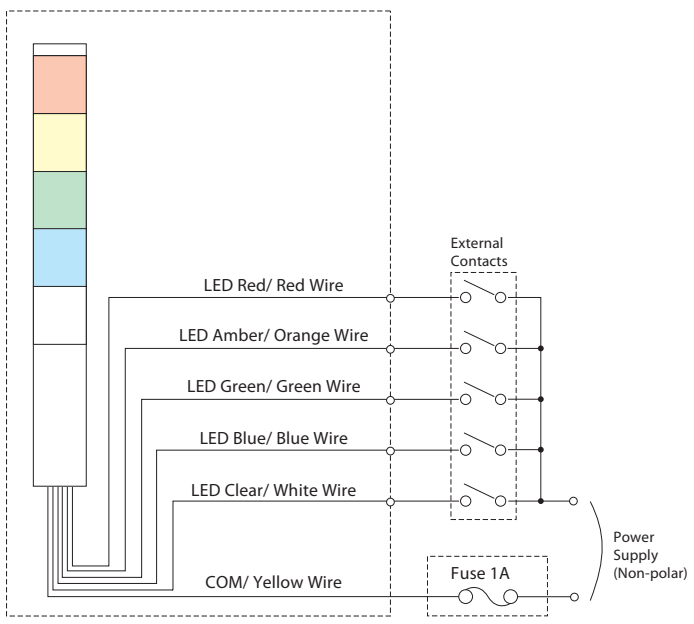 External
Contacts
LED Red/ Red Wire
LED Amber/ Orange Wire
LED Green/ Green Wire
LED Blue/ Blue Wire
LED Clear/ White Wire
COM/ Yellow Wire
Fuse 1A
Power
Supply
(Non-polar)